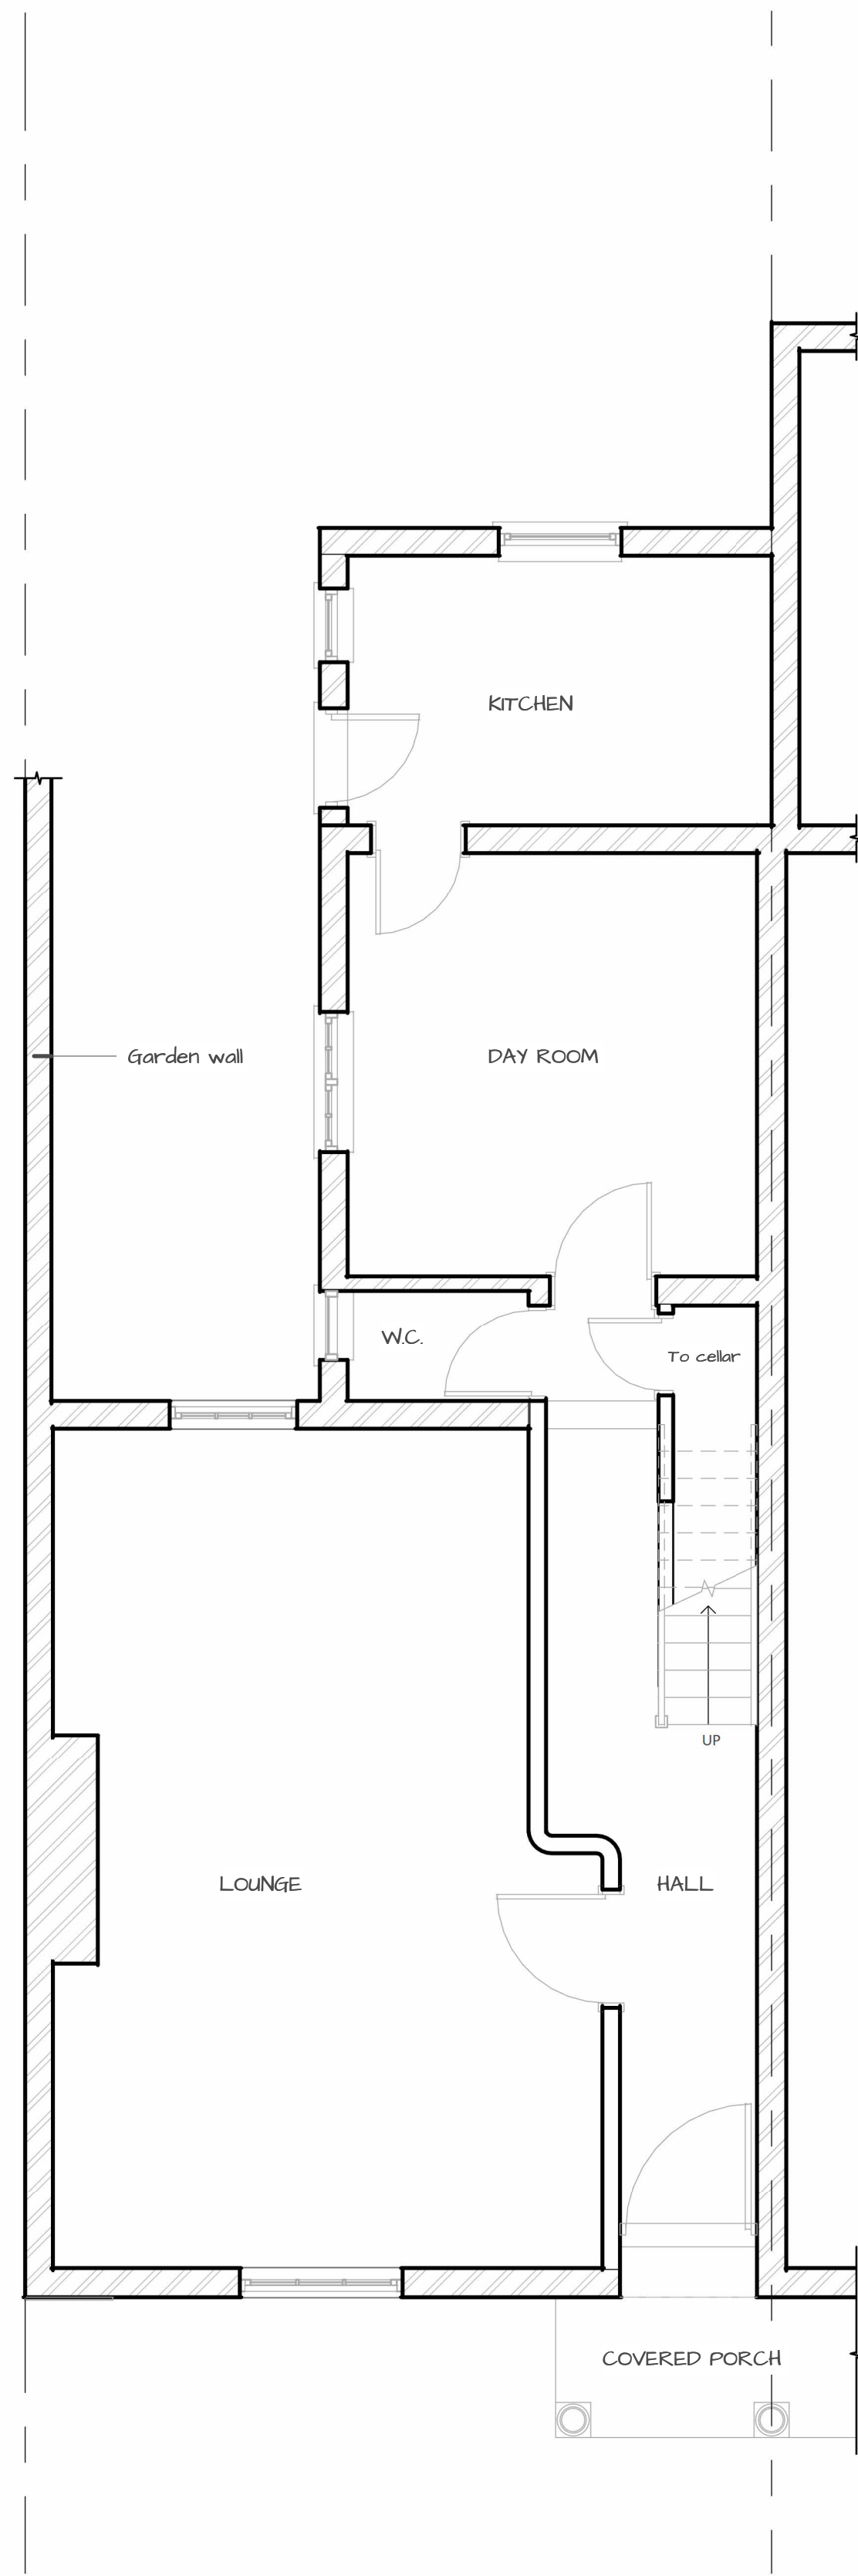 KITCHEN
Garden wall
DAY ROOM
W.C.
To cellar
UP
LOUNGE
HALL
COVERED PORCH